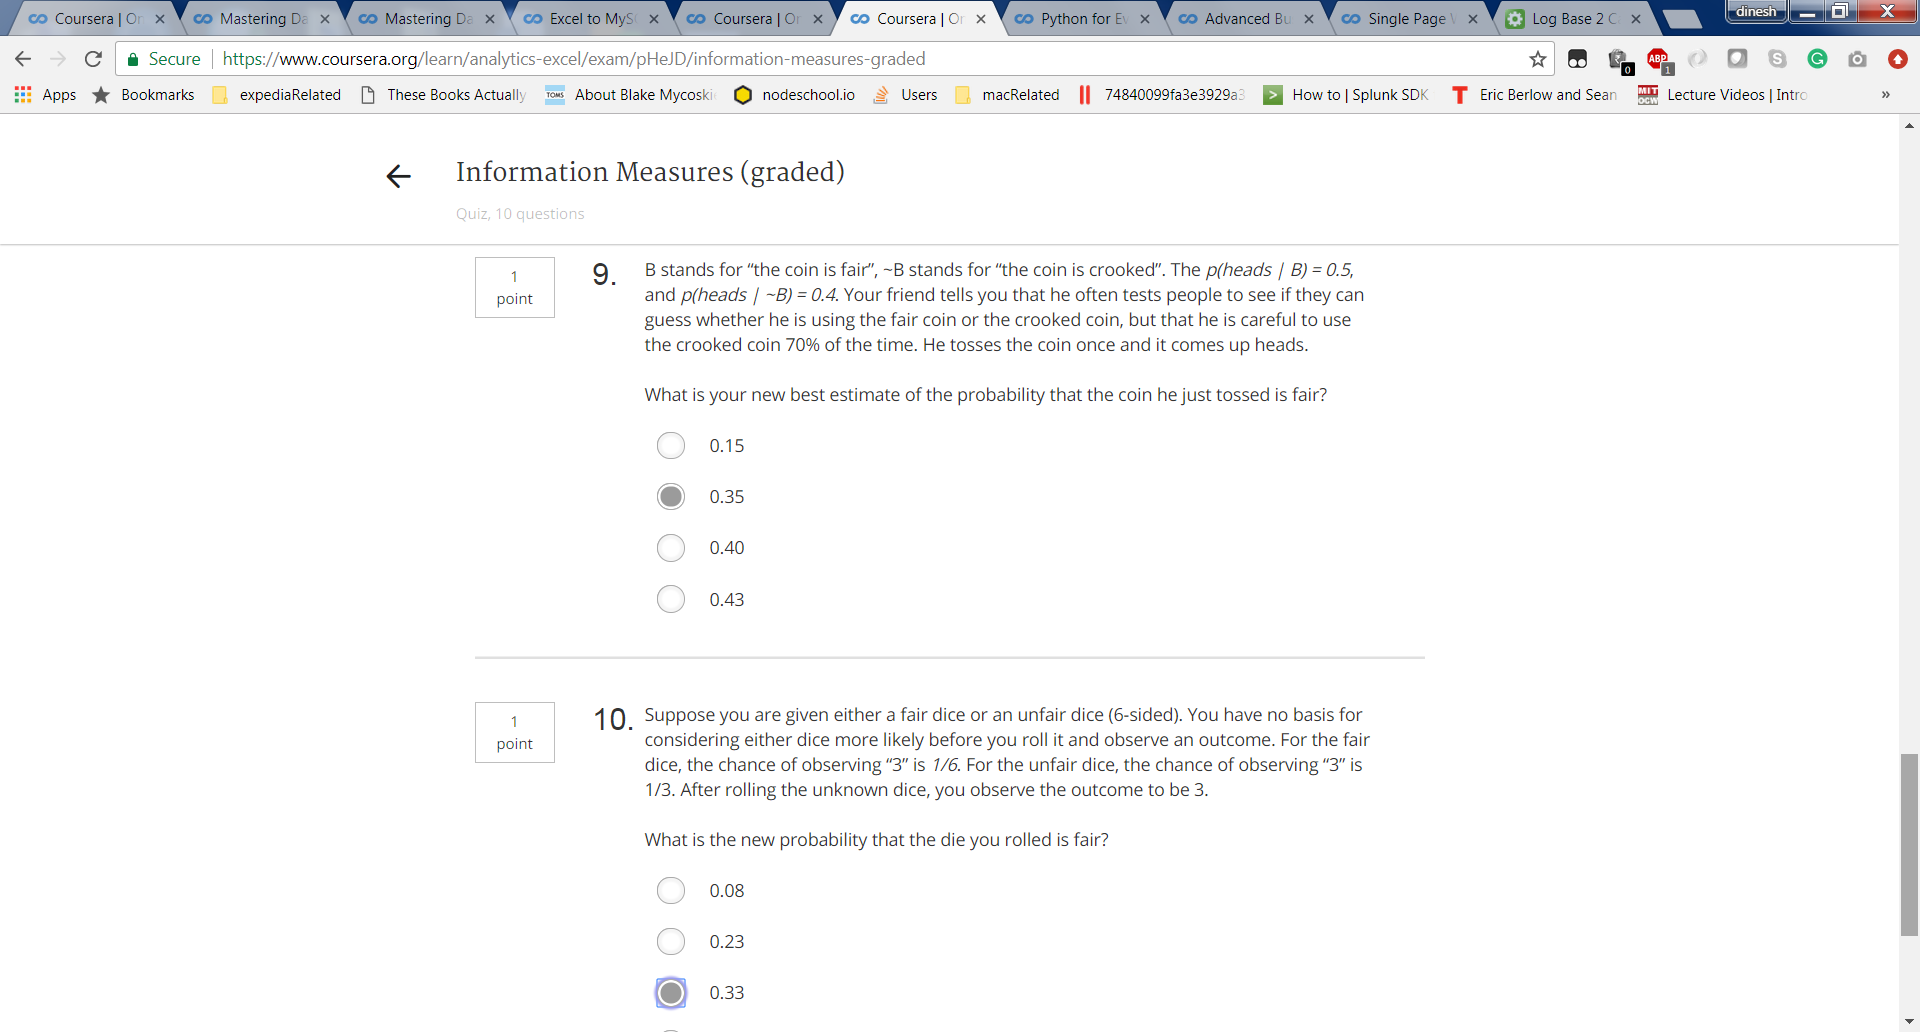 Coursera | On
Mastering Da
Mastering Da
Excel to MyS
Coursera | On
Coursera | Or
Python for Ev
Advanced Bu
Single Page
Log Base 2 C
dinesh
Secure
https://www.coursera.org/learn/analytics-excel/exam/pHeJD/information-measures-graded
0
ABP
1
Apps
Bookmarks
expediaRelated
These Books Actually
TOMS
About Blake Mycoski
nodeschool.io
Users
macRelated
74840099fa3e3929a3
How to | Splunk SDK
Eric Berlow and Sean
MIT
OCW
Lecture Videos | Intro
»
Information Measures (graded)
Quiz, 10 questions
1
point
9.
B stands for “the coin is fair”, ~B stands for “the coin is crooked”. The p(heads | B) = 0.5,
and p(heads | ~B) = 0.4. Your friend tells you that he often tests people to see if they can
guess whether he is using the fair coin or the crooked coin, but that he is careful to use
the crooked coin 70% of the time. He tosses the coin once and it comes up heads.
What is your new best estimate of the probability that the coin he just tossed is fair?
0.15
0.35
0.40
0.43
1
point
10.
Suppose you are given either a fair dice or an unfair dice (6-sided). You have no basis for
considering either dice more likely before you roll it and observe an outcome. For the fair
dice, the chance of observing “3” is 1/6. For the unfair dice, the chance of observing “3” is
1/3. After rolling the unknown dice, you observe the outcome to be 3.
What is the new probability that the die you rolled is fair?
0.08
0.23
0.33